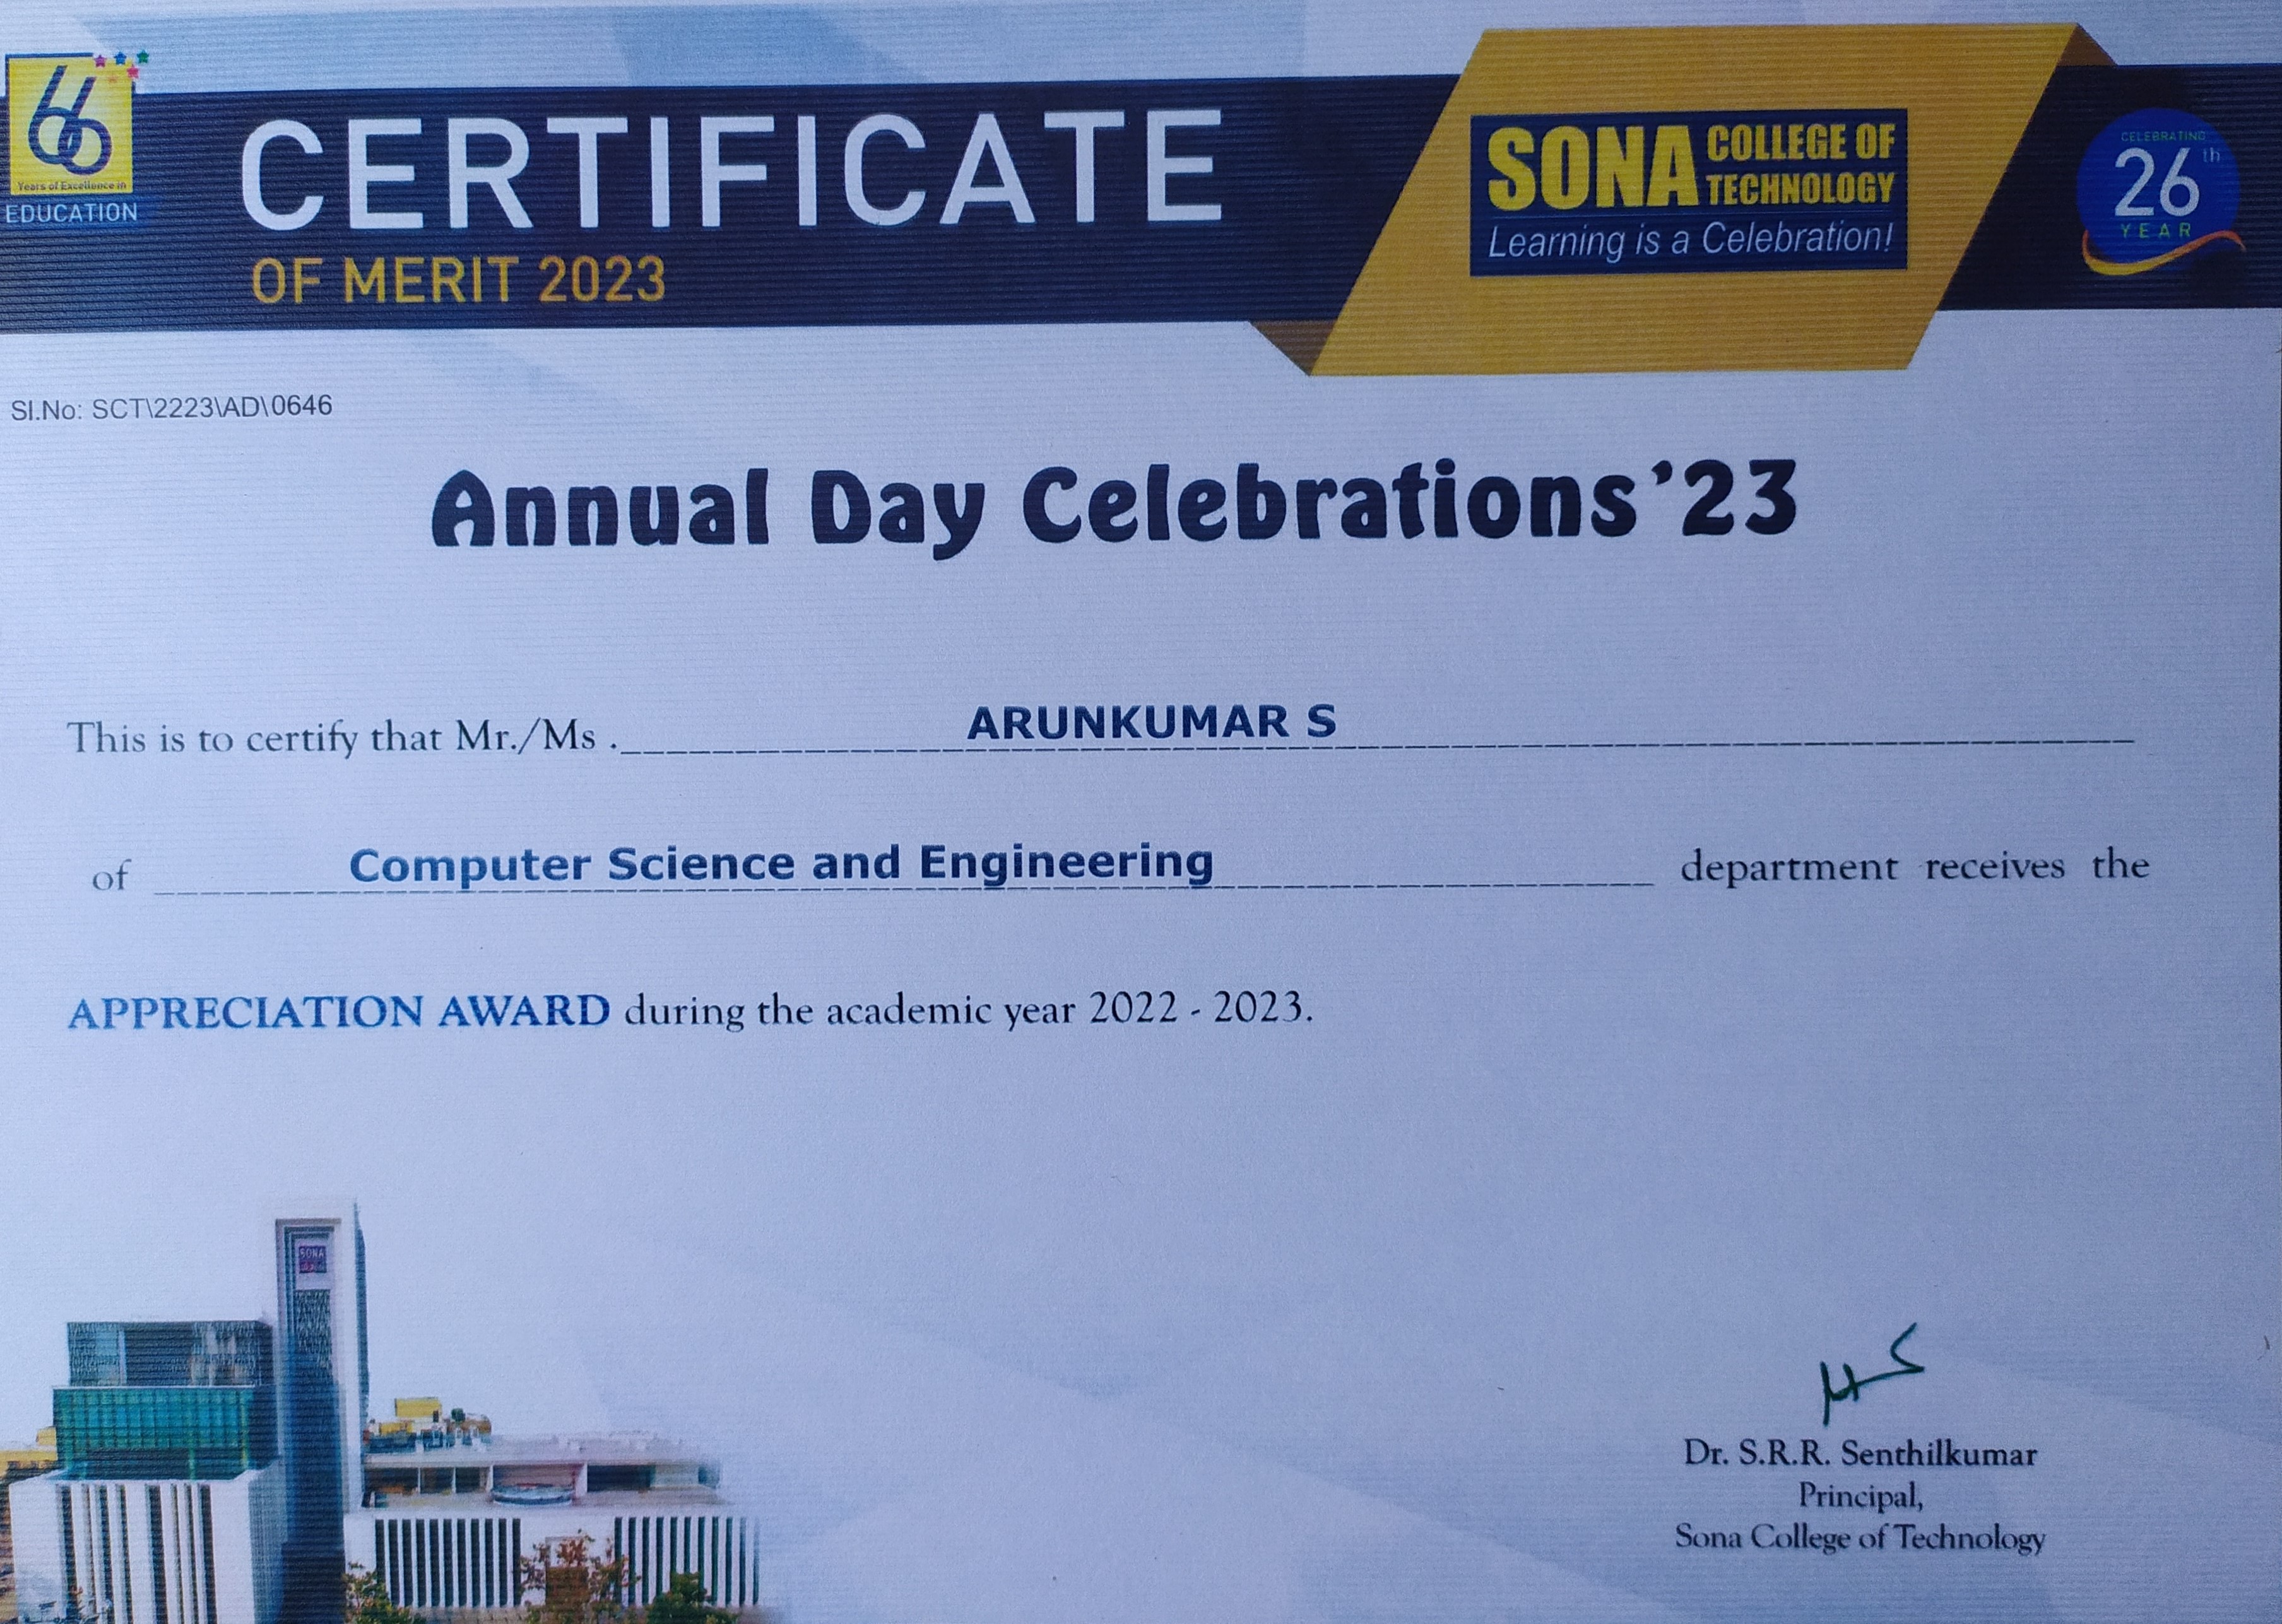 66
Years of Excellence in
EDUCATION
CERTIFICATE
OF MERIT 2023
SONA COLLEGE OF
TECHNOLOGY
Learning is a Celebration!
CELEBRATING
26th
YEAR
SI.No: SCT\2223\AD\0646
Annual Day Celebrations '23
This is to certify that Mr./Ms . ARUNKUMAR S
of Computer Science and Engineering department receives the
APPRECIATION AWARD during the academic year 2022 - 2023.
SONA
Dr. S.R.R. Senthilkumar
Principal,
Sona College of Technology